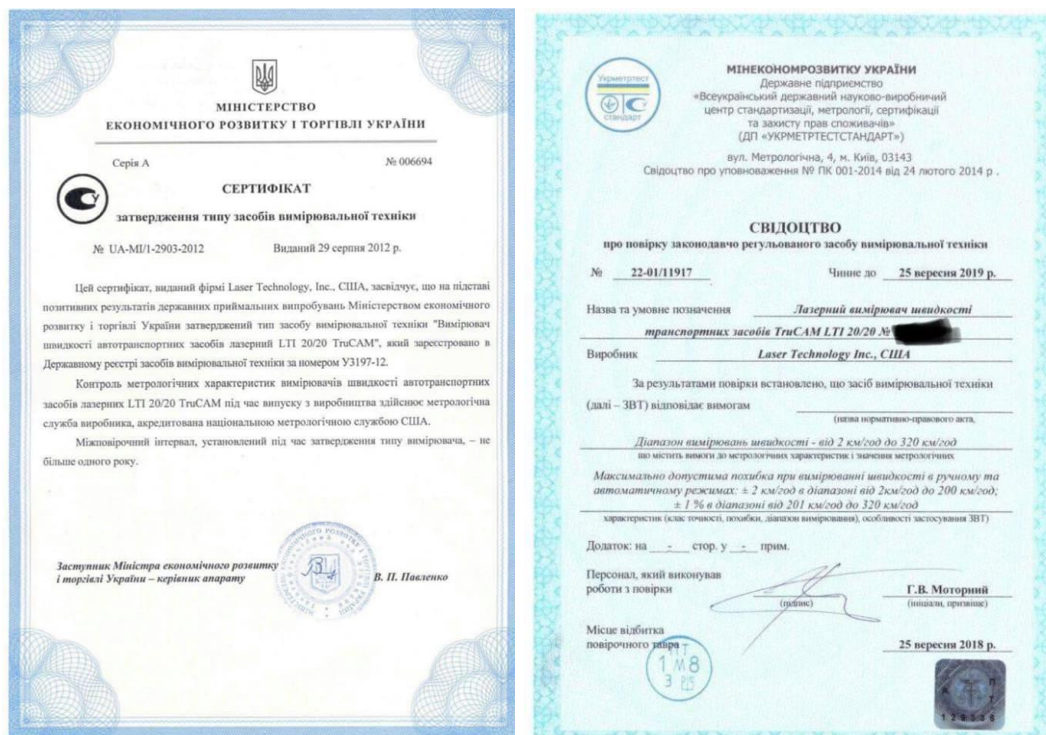 МІНІСТЕРСТВО
ЕКОНОМІЧНОГО РОЗВИТКУ І ТОРГІВЛІ УКРАЇНИ
Серія А № 006694
СЕРТИФІКАТ
затвердження типу засобів вимірювальної техніки
№ UA-MI/1-2903-2012 Виданий 29 серпня 2012 р.
Цей сертифікат, виданий фірмі Laser Technology, Inc., США, засвідчує, що на підставі
позитивних результатів державних приймальних випробувань Міністерством економічного
розвитку і торгівлі України затверджений тип засобу вимірювальної техніки "Вимірювач
швидкості автотранспортних засобів лазерний LTI 20/20 TruCAM", який зареєстровано в
Державному реєстрі засобів вимірювальної техніки за номером У3197-12.
Контроль метрологічних характеристик вимірювачів швидкості автотранспортних
засобів лазерних LTI 20/20 TruCAM під час випуску з виробництва здійснює метрологічна
служба виробника, акредитована національною метрологічною службою США.
Міжповірочний інтервал, установлений під час затвердження типу вимірювача, – не
більше одного року.
Заступник Міністра економічного розвитку
і торгівлі України – керівник апарату В. П. Павленко
Укрметртест
стандарт
МІНЕКОНОМРОЗВИТКУ УКРАЇНИ
Державне підприємство
«Всеукраїнський державний науково-виробничий
центр стандартизації, метрології, сертифікації
та захисту прав споживачів»
(ДП «УКРМЕТРТЕСТСТАНДАРТ»)
вул. Метрологічна, 4, м. Київ, 03143
Свідоцтво про уповноваження № ПК 001-2014 від 24 лютого 2014 р .
СВІДОЦТВО
про повірку законодавчо регульованого засобу вимірювальної техніки
№ 22-01/11917 Чинне до 25 вересня 2019 р.
Назва та умовне позначення Лазерний вимірювач швидкості
транспортних засобів TruCAM LTI 20/20 №
Виробник Laser Technology Inc., США
За результатами повірки встановлено, що засіб вимірювальної техніки
(далі – ЗВТ) відповідає вимогам
(назва нормативно-правового акта,
Діапазон вимірювань швидкості - від 2 км/год до 320 км/год
що містить вимоги до метрологічних характеристик і значення метрологічних
Максимально допустима похибка при вимірюванні швидкості в ручному та
автоматичному режимах: ± 2 км/год в діапазоні від 2км/год до 200 км/год;
± 1 % в діапазоні від 201 км/год до 320 км/год
характеристик (клас точності, похибки, діапазон вимірювання), особливості застосування ЗВТ)
Додаток: на - стор. у - прим.
Персонал, який виконував
роботи з повірки Г.В. Моторний
(підпис) (ініціали, прізвище)
Місце відбитка
повірочного тавра 25 вересня 2018 р.
1 М 8